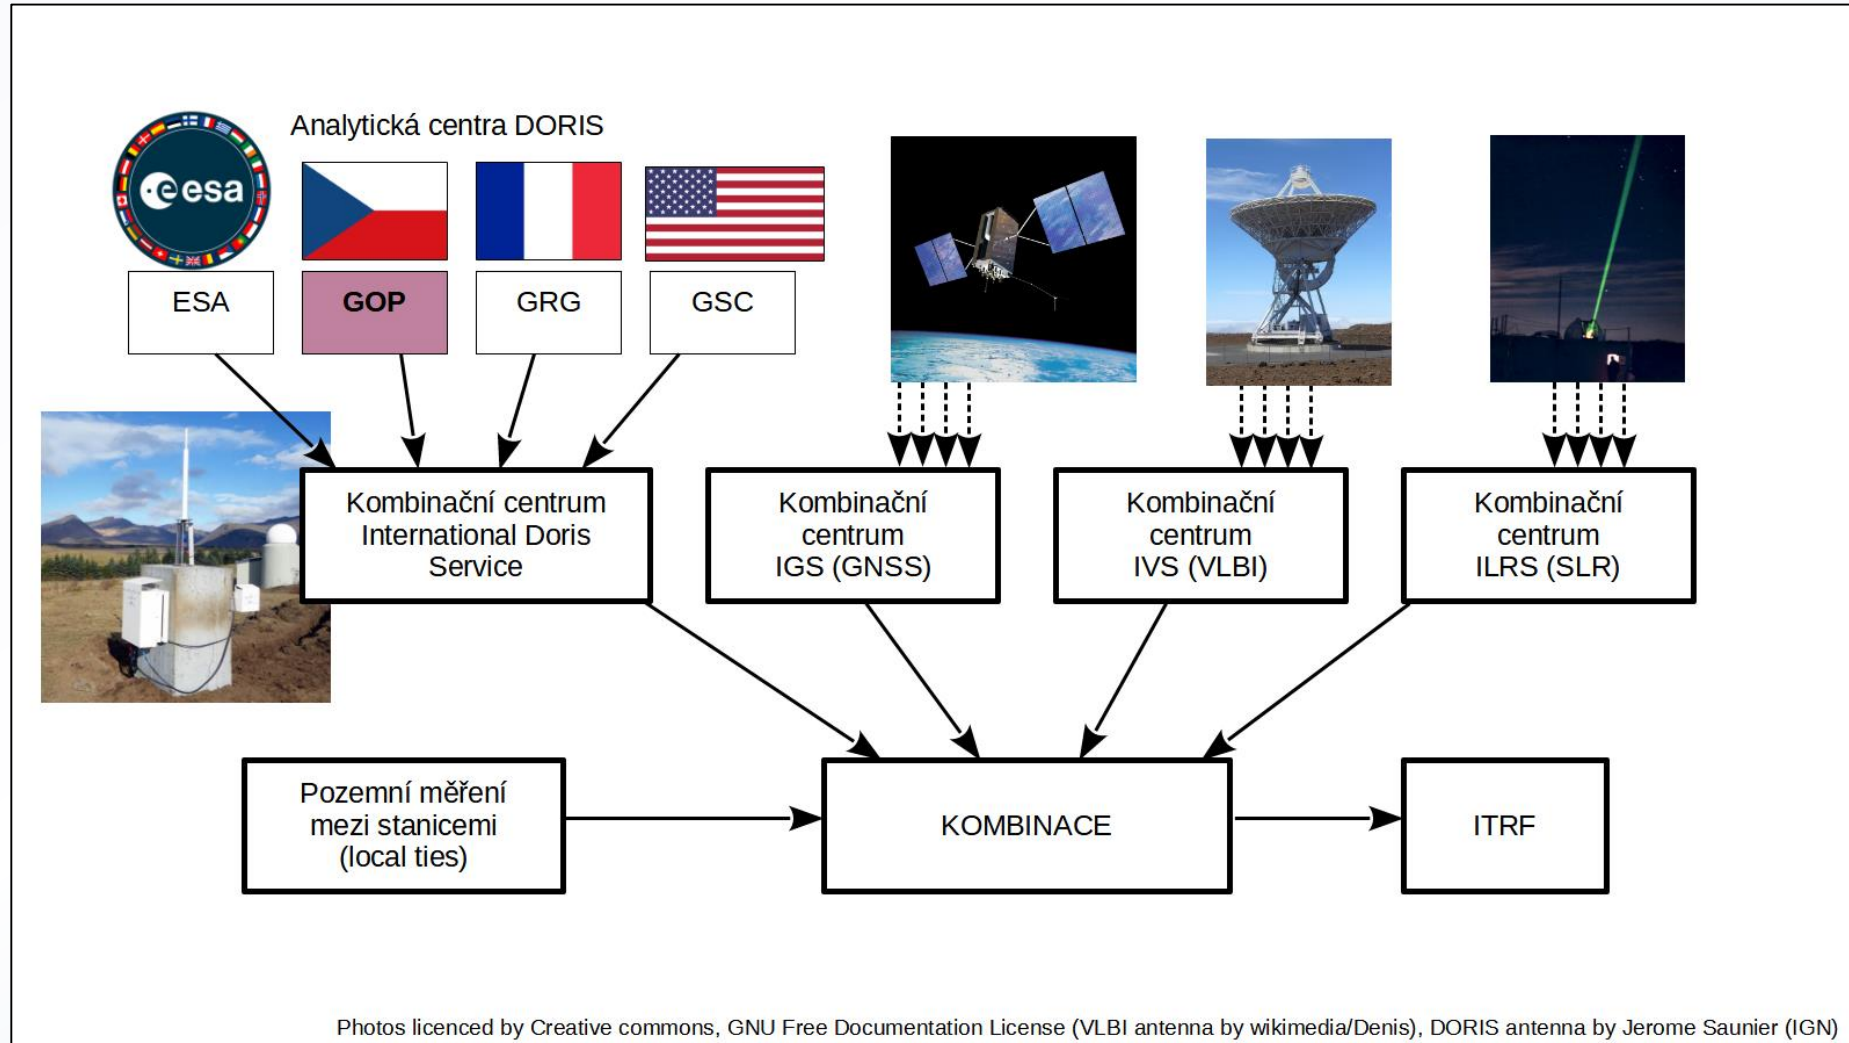 Analytická centra DORIS
esa
ESA
GOP
GRG
GSC
Kombinační centrum
International Doris
Service
Kombinační
centrum
IGS (GNSS)
Kombinační
centrum
IVS (VLBI)
Kombinační
centrum
ILRS (SLR)
Pozemní měření
mezi stanicemi
(local ties)
KOMBINACE
ITRF
Photos licenced by Creative commons, GNU Free Documentation License (VLBI antenna by wikimedia/Denis), DORIS antenna by Jerome Saunier (IGN)